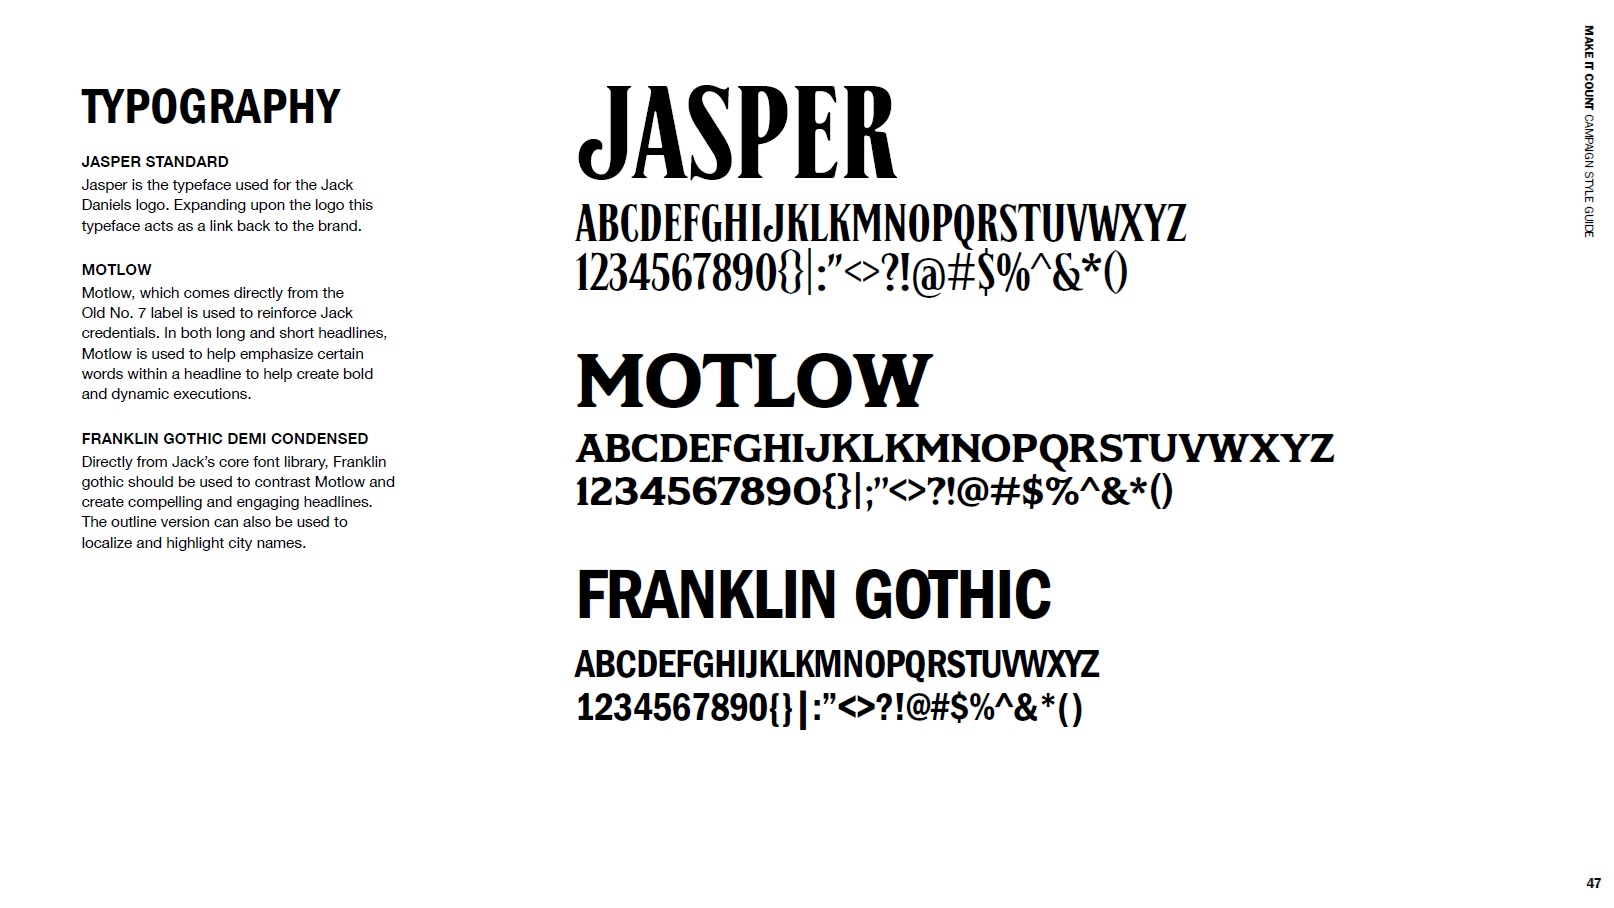 TYPOGRAPHY
JASPER STANDARD
Jasper is the typeface used for the Jack
Daniels logo. Expanding upon the logo this
typeface acts as a link back to the brand.
MOTLOW
Motlow, which comes directly from the
Old No. 7 label is used to reinforce Jack
credentials. In both long and short headlines,
Motlow is used to help emphasize certain
words within a headline to help create bold
and dynamic executions.
FRANKLIN GOTHIC DEMI CONDENSED
Directly from Jack’s core font library, Franklin
gothic should be used to contrast Motlow and
create compelling and engaging headlines.
The outline version can also be used to
localize and highlight city names.
JASPER
ABCDEFGHIJKLKMNOPQRSTUVWXYZ
1234567890{}|:”<>?!@#$%^&*()
MOTLOW
ABCDEFGHIJKLKMNOPQRSTUVWXYZ
1234567890{}|;”<>?!@#$%^&*()
FRANKLIN GOTHIC
ABCDEFGHIJKLKMNOPQRSTUVWXYZ
1234567890{}|:”<>?!@#$%^&*()
MAKE IT COUNT CAMPAIGN STYLE GUIDE
47